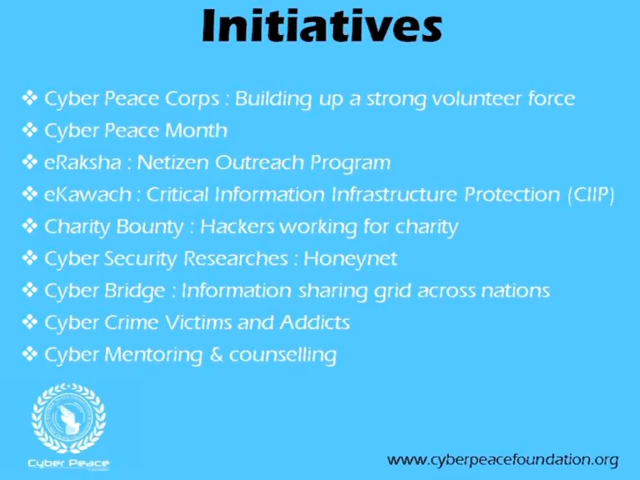 Initiatives
❖ Cyber Peace Corps : Building up a strong volunteer force
❖ Cyber Peace Month
❖ eRaksha : Netizen Outreach Program
❖ eKawach : Critical Information Infrastructure Protection (CIIP)
❖ Charity Bounty : Hackers working for charity
❖ Cyber Security Researches : Honeynet
❖ Cyber Bridge : Information sharing grid across nations
❖ Cyber Crime Victims and Addicts
❖ Cyber Mentoring & counselling
Cyber Peace
www.cyberpeacefoundation.org